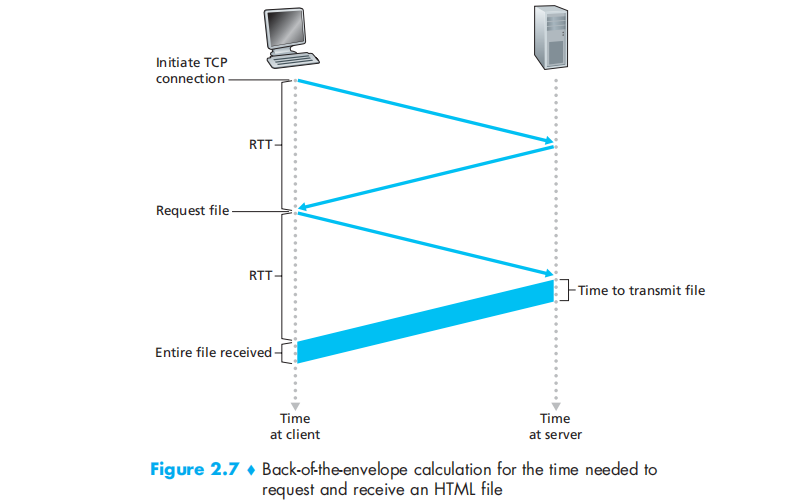 Initiate TCP
connection
RTT
Request file
RTT
Time to transmit file
Entire file received
Time
at client
Time
at server
Figure 2.7 ♦ Back-of-the-envelope calculation for the time needed to
request and receive an HTML file